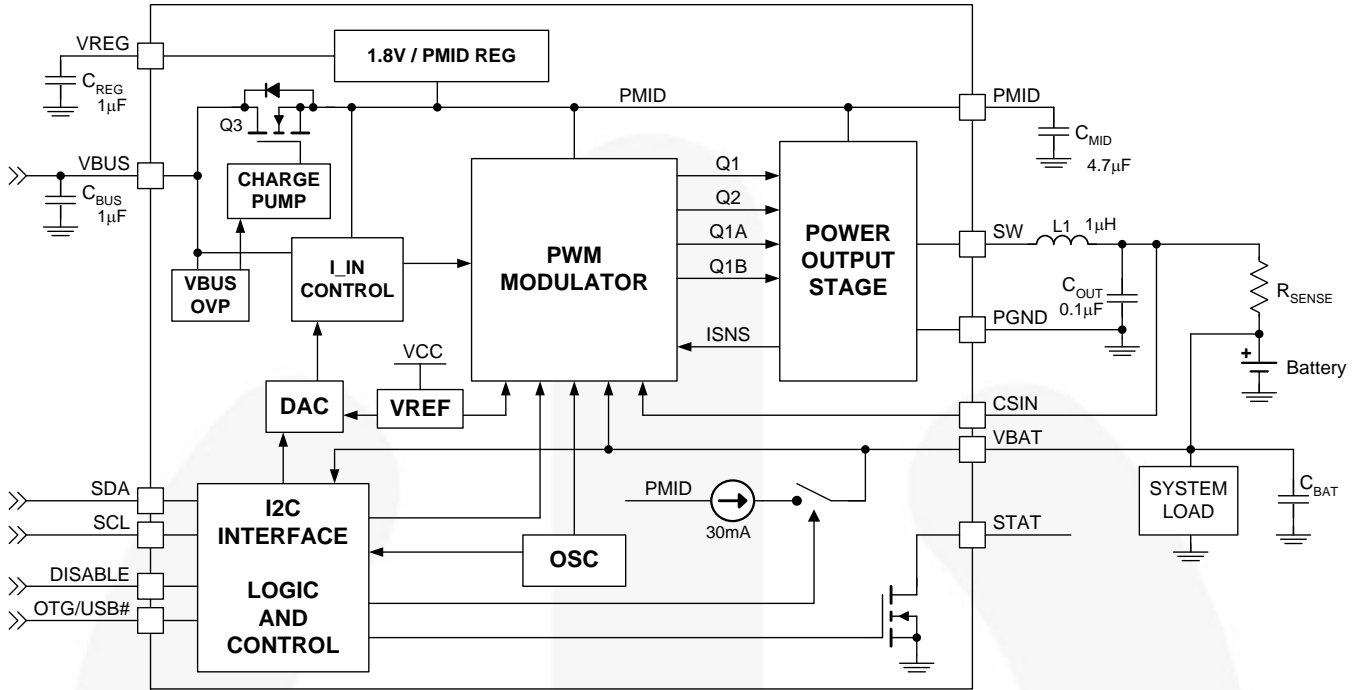 VREG
1.8V / PMID REG
C_REG
1μF
PMID
PMID
Q3
C_MID
4.7μF
VBUS
C_BUS
1μF
CHARGE
PUMP
Q1
Q2
Q1A
Q1B
ISNS
PWM
MODULATOR
POWER
OUTPUT
STAGE
SW
L1
1μH
VBUS
OVP
I_IN
CONTROL
C_OUT
0.1μF
R_SENSE
PGND
VCC
+
Battery
DAC
VREF
CSIN
VBAT
SDA
SCL
DISABLE
OTG/USB#
I2C
INTERFACE
LOGIC
AND
CONTROL
PMID
30mA
OSC
SYSTEM
LOAD
C_BAT
STAT